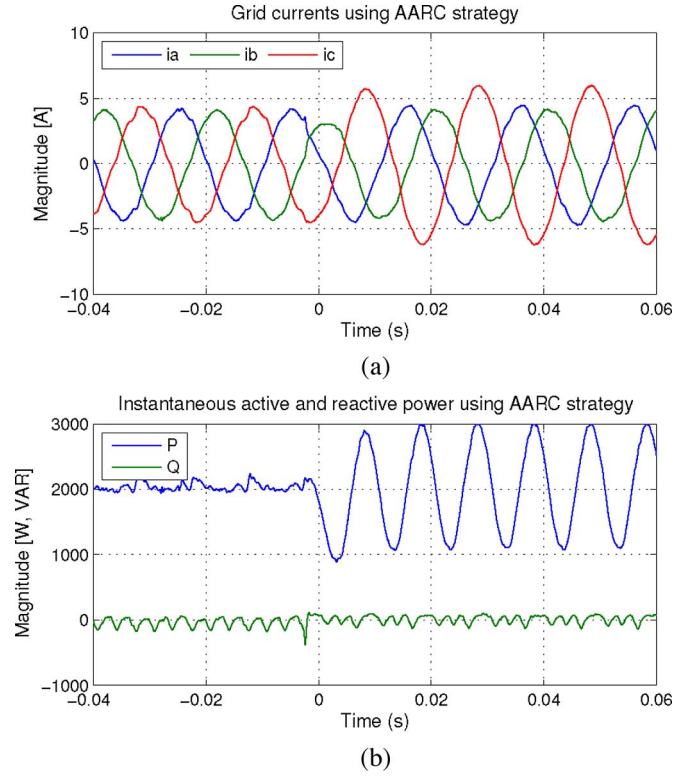 Grid currents using AARC strategy
10
ia ib ic
5
0
−5
−10
Magnitude [A]
−0.04 −0.02 0 0.02 0.04 0.06
Time (s)
(a)
Instantaneous active and reactive power using AARC strategy
3000
P
Q
2000
1000
0
−1000
Magnitude [W, VAR]
−0.04 −0.02 0 0.02 0.04 0.06
Time (s)
(b)